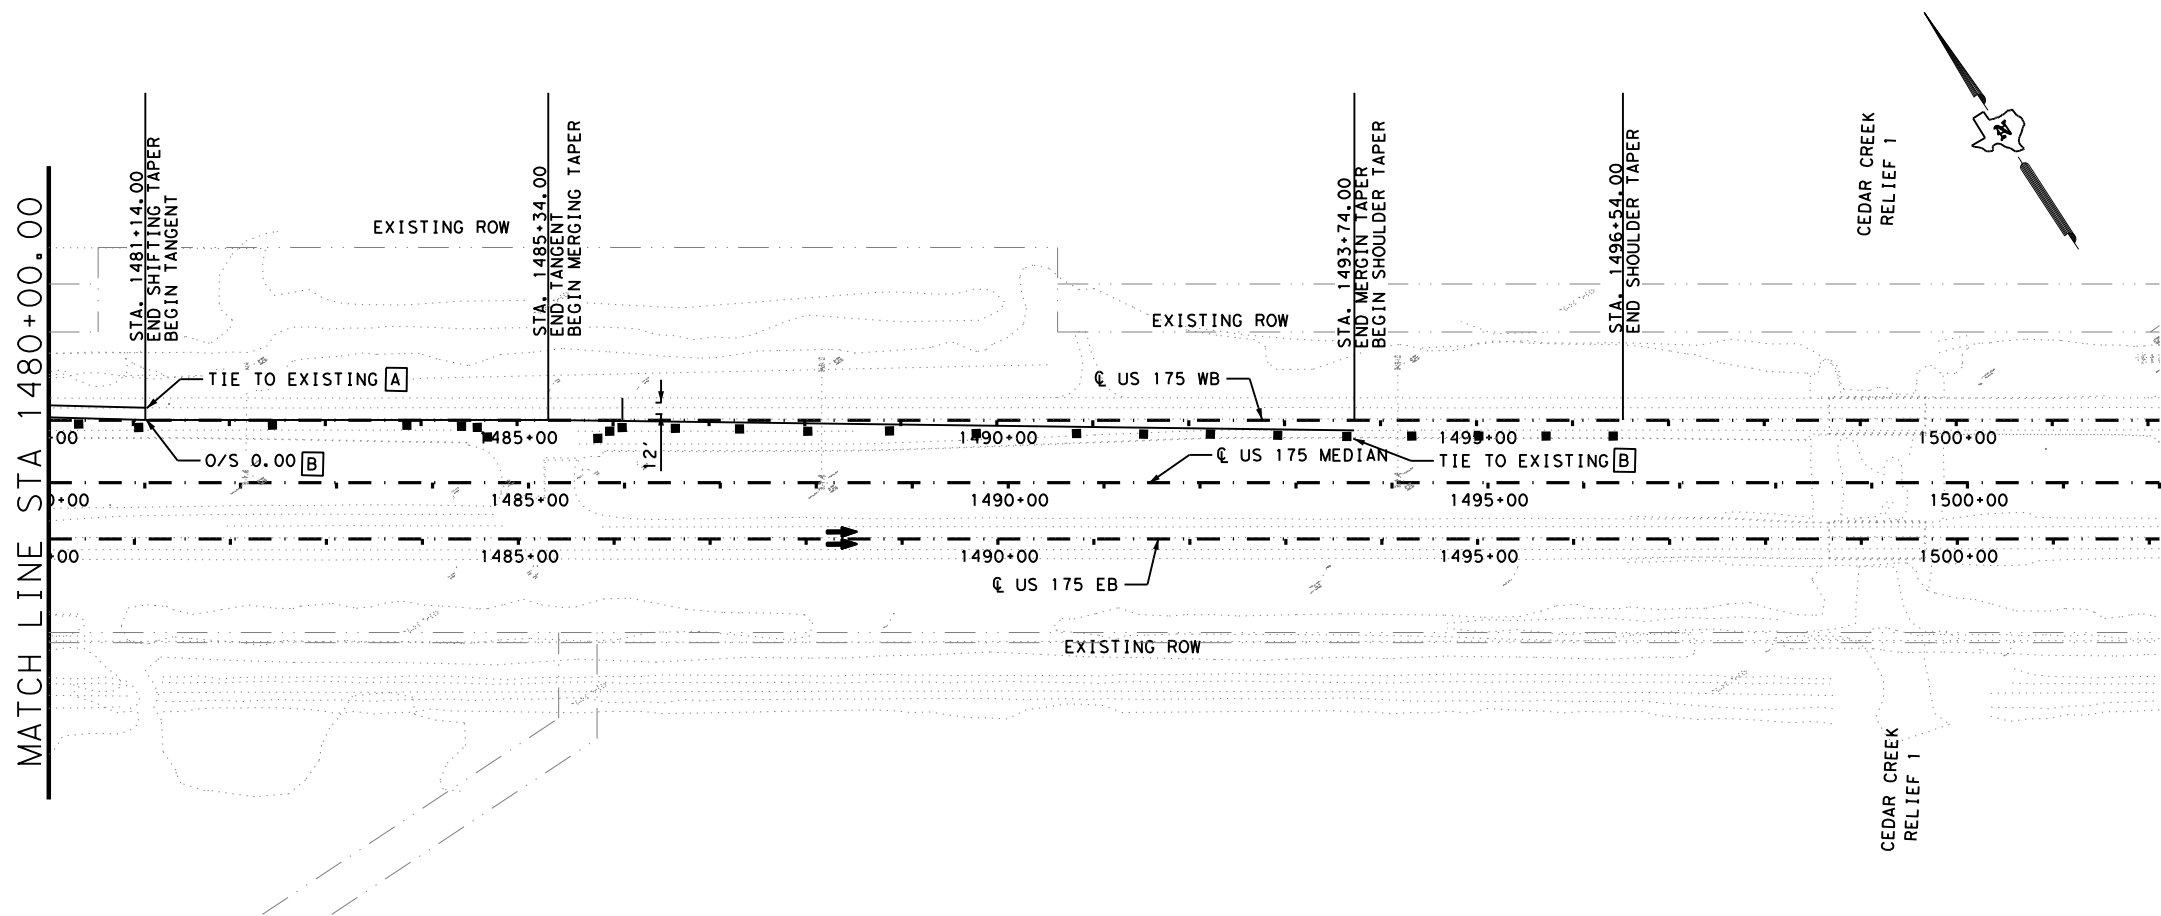 MATCH LINE STA 1480+00.00
STA. 1481+14.00
END SHIFTING TAPER
BEGIN TANGENT
STA. 1485+34.00
END TANGENT
BEGIN MERGING TAPER
STA. 1493+74.00
END MERGIN TAPER
BEGIN SHOULDER TAPER
STA. 1496+54.00
END SHOULDER TAPER
CEDAR CREEK
RELIEF 1
N
EXISTING ROW
EXISTING ROW
TIE TO EXISTING A
℄ US 175 WB
+00
1485+00
1490+00
1500+00
12'
O/S 0.00 B
℄ US 175 MEDIAN
TIE TO EXISTING B
0+00
1485+00
1490+00
1495+00
1500+00
+00
1485+00
1490+00
1495+00
1500+00
℄ US 175 EB
EXISTING ROW
CEDAR CREEK
RELIEF 1